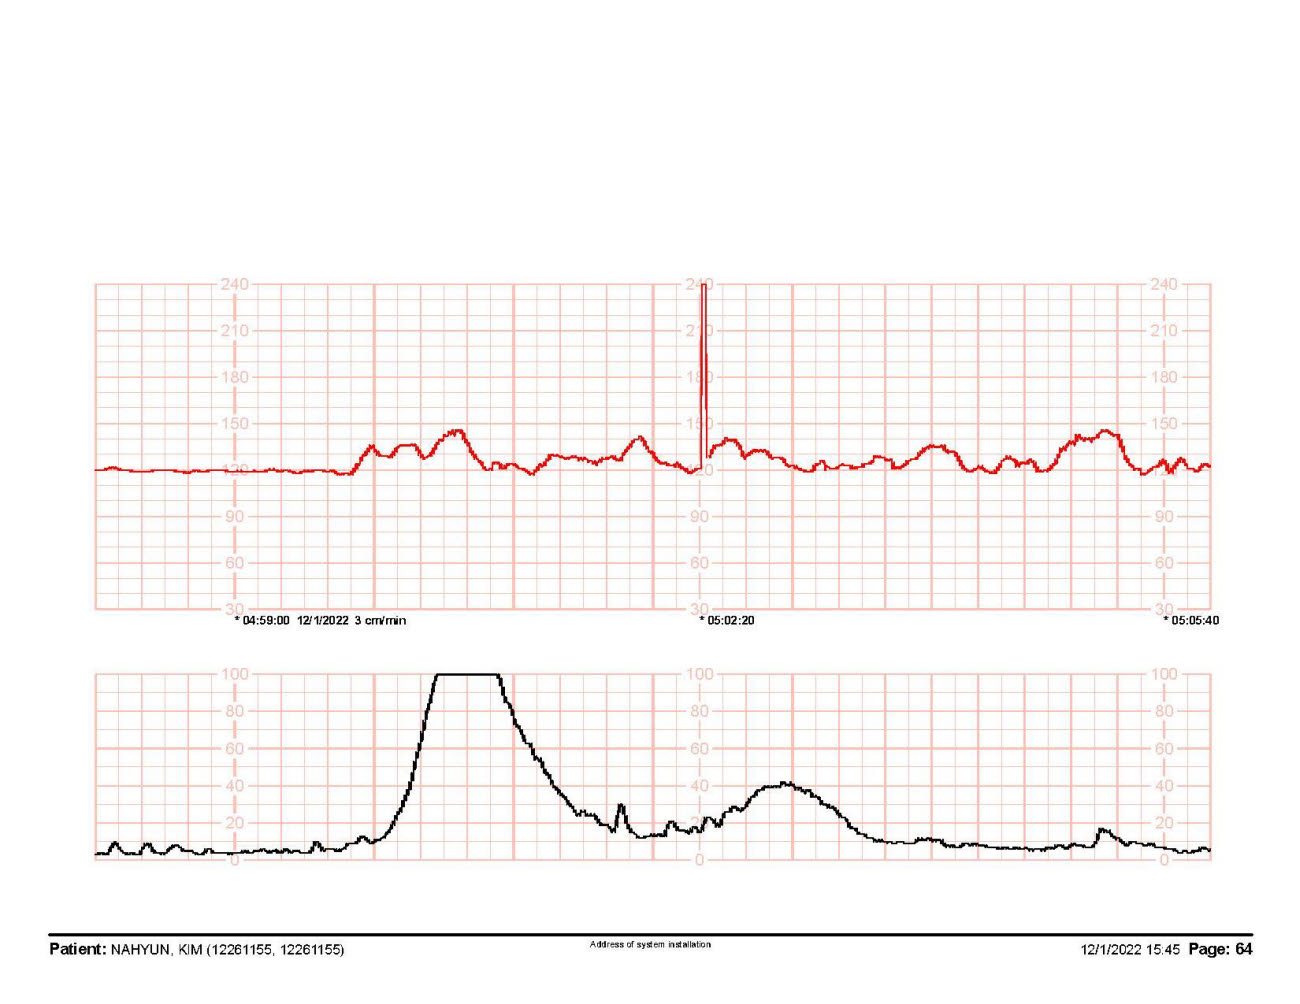 240 240 240
210 210 210
180 180 180
150 150 150
120 120 120
90 90 90
60 60 60
30 30 30
* 04:59:00 12/1/2022 3 cm/min * 05:02:20 * 05:05:40
100 100 100
80 80 80
60 60 60
40 40 40
20 20 20
0 0 0
Patient: NAHYUN, KIM (12261155, 12261155) Address of system installation 12/1/2022 15:45 Page: 64